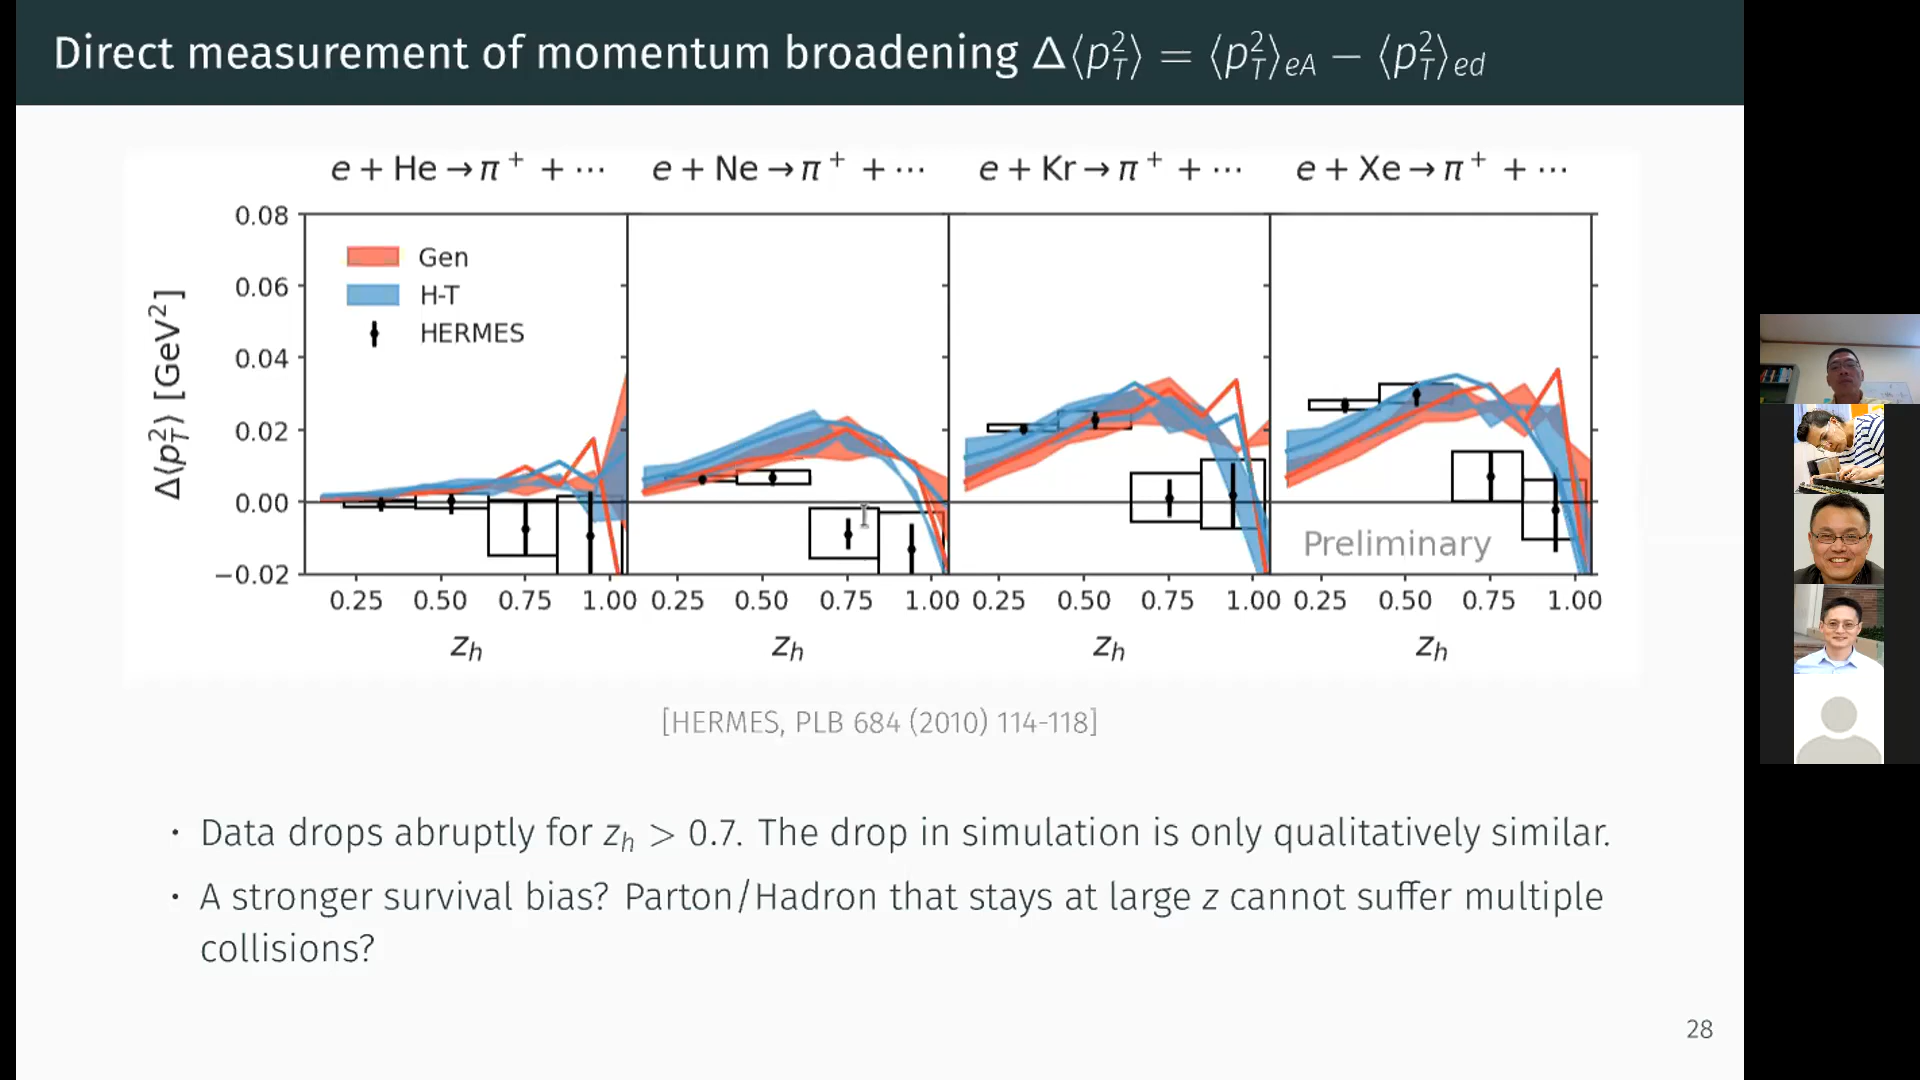 Direct measurement of momentum broadening Δ⟨p_T^2⟩ = ⟨p_T^2⟩_eA − ⟨p_T^2⟩_ed
e + He → π^+ + ⋯ e + Ne → π^+ + ⋯ e + Kr → π^+ + ⋯ e + Xe → π^+ + ⋯
Δ⟨p_T^2⟩ [GeV^2]
0.08
0.06
0.04
0.02
0.00
−0.02
Gen
H-T
HERMES
Preliminary
0.25 0.50 0.75 1.00 0.25 0.50 0.75 1.00 0.25 0.50 0.75 1.00 0.25 0.50 0.75 1.00
z_h z_h z_h z_h
[HERMES, PLB 684 (2010) 114-118]
· Data drops abruptly for z_h > 0.7. The drop in simulation is only qualitatively similar.
· A stronger survival bias? Parton/Hadron that stays at large z cannot suffer multiple
collisions?
28